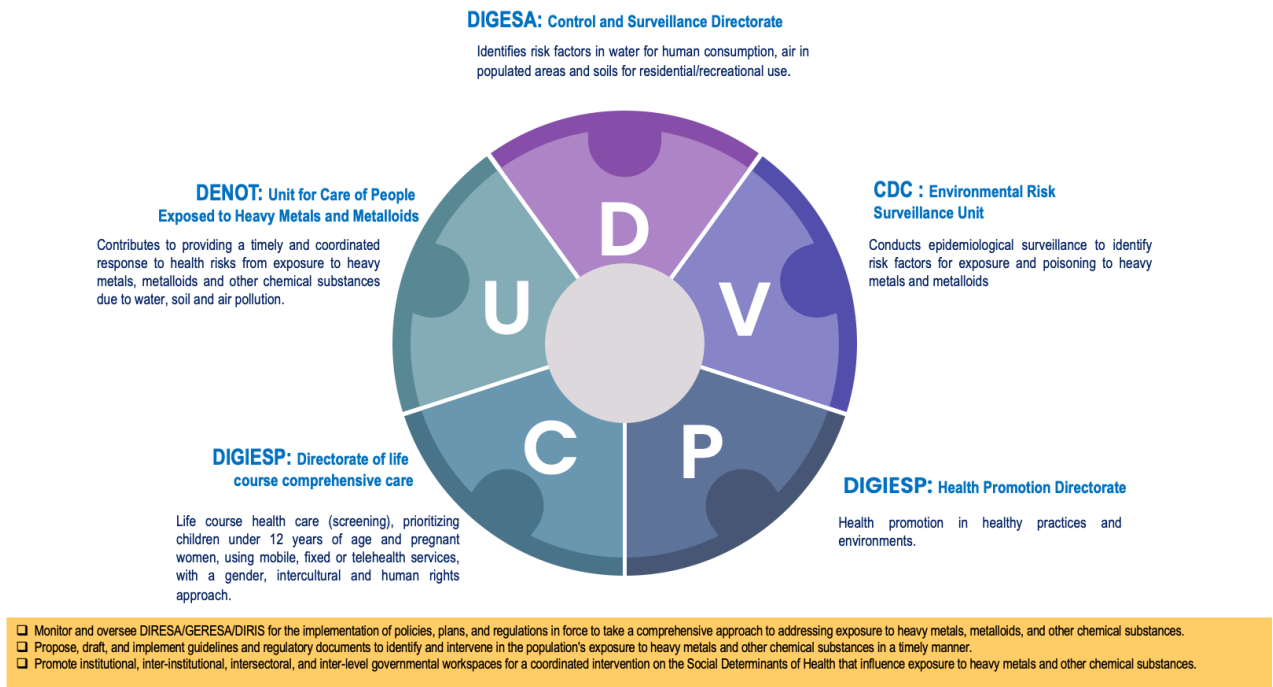 DIGESA: Control and Surveillance Directorate
Identifies risk factors in water for human consumption, air in
populated areas and soils for residential/recreational use.
DENOT: Unit for Care of People
Exposed to Heavy Metals and Metalloids
Contributes to providing a timely and coordinated
response to health risks from exposure to heavy
metals, metalloids and other chemical substances
due to water, soil and air pollution.
CDC : Environmental Risk
Surveillance Unit
Conducts epidemiological surveillance to identify
risk factors for exposure and poisoning to heavy
metals and metalloids
D
U
V
C
P
DIGIESP: Directorate of life
course comprehensive care
Life course health care (screening), prioritizing
children under 12 years of age and pregnant
women, using mobile, fixed or telehealth services,
with a gender, intercultural and human rights
approach.
DIGIESP: Health Promotion Directorate
Health promotion in healthy practices and
environments.
❑ Monitor and oversee DIRESA/GERESA/DIRIS for the implementation of policies, plans, and regulations in force to take a comprehensive approach to addressing exposure to heavy metals, metalloids, and other chemical substances.
❑ Propose, draft, and implement guidelines and regulatory documents to identify and intervene in the population's exposure to heavy metals and other chemical substances in a timely manner.
❑ Promote institutional, inter-institutional, intersectoral, and inter-level governmental workspaces for a coordinated intervention on the Social Determinants of Health that influence exposure to heavy metals and other chemical substances.